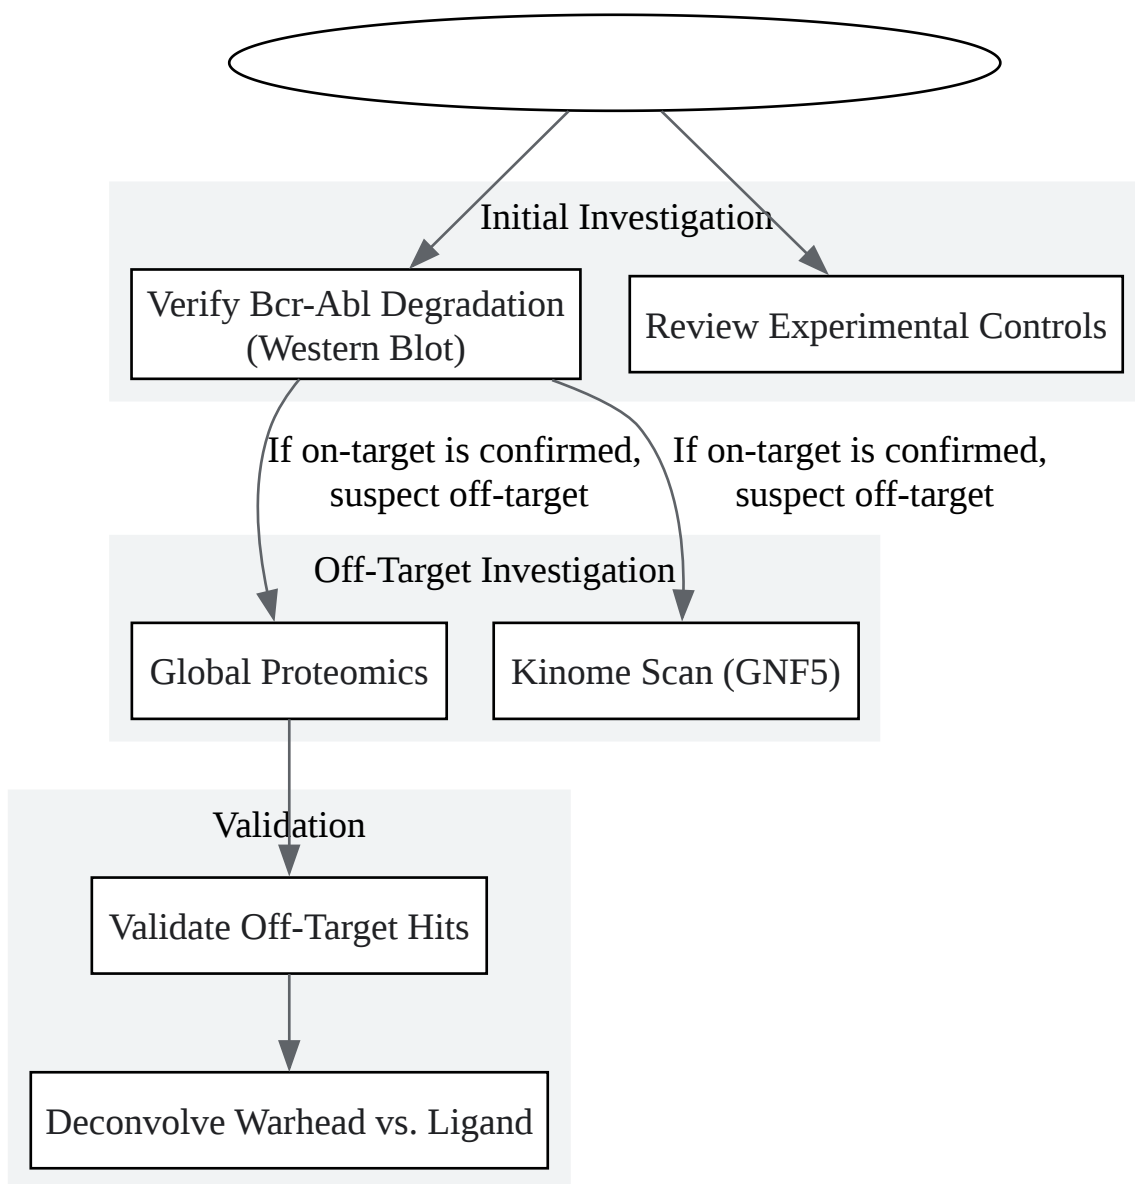 Initial Investigation
Verify Bcr-Abl Degradation
(Western Blot)
Review Experimental Controls
If on-target is confirmed,
suspect off-target
If on-target is confirmed,
suspect off-target
Off-Target Investigation
Global Proteomics
Kinome Scan (GNF5)
Validation
Validate Off-Target Hits
Deconvolve Warhead vs. Ligand